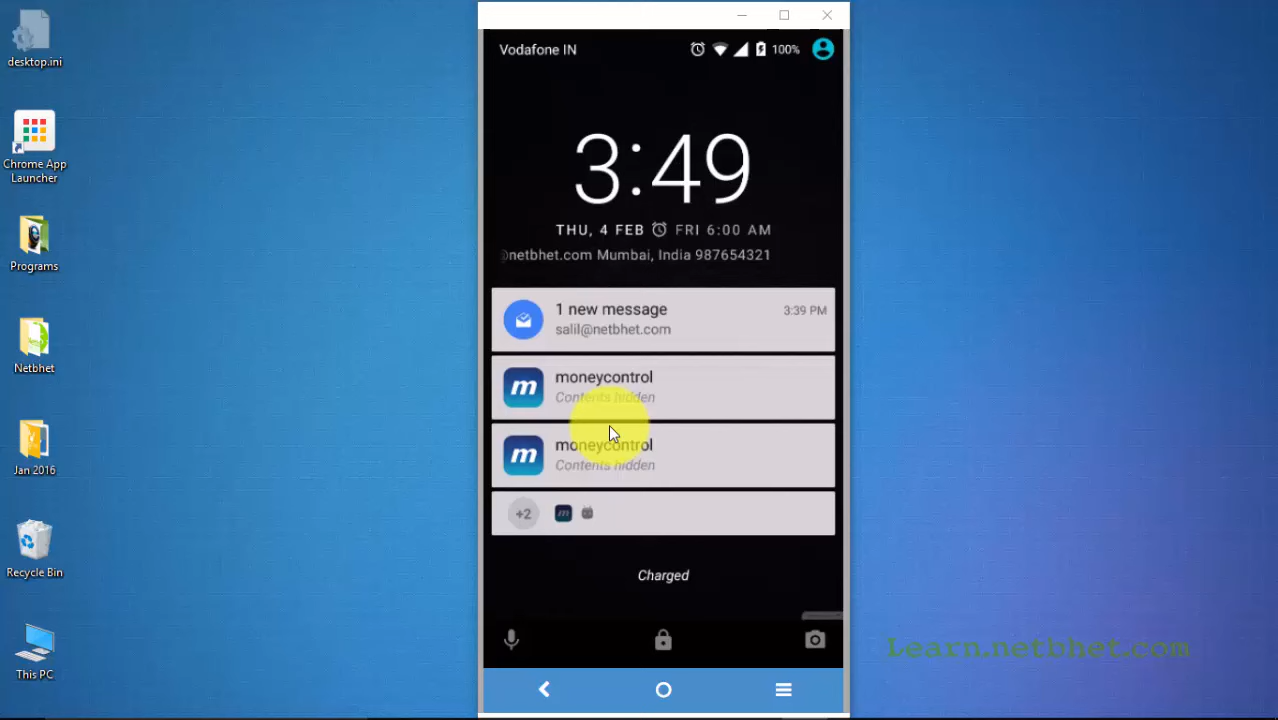 desktop.ini
Chrome App
Launcher
Programs
Netbhet
Jan 2016
Recycle Bin
This PC
Vodafone IN
100%
3:49
THU, 4 FEB FRI 6:00 AM
@netbhet.com Mumbai, India 987654321
1 new message
3:39 PM
salil@netbhet.com
m
moneycontrol
Contents hidden
m
moneycontrol
Contents hidden
+2
m
Charged
Learn.netbhet.com